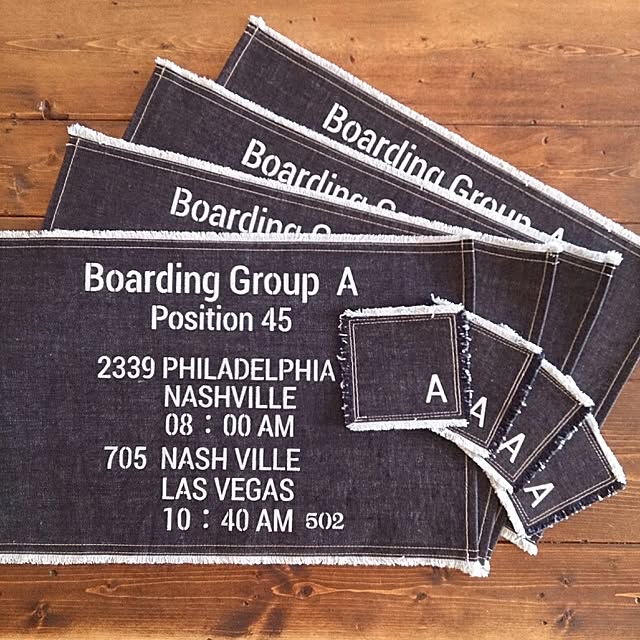 Boarding Group
Boarding Group
Boarding
Boarding Group A
Position 45
2339 PHILADELPHIA
NASHVILLE
08 : 00 AM
705 NASH VILLE
LAS VEGAS
10 : 40 AM 502
A
A
A
A